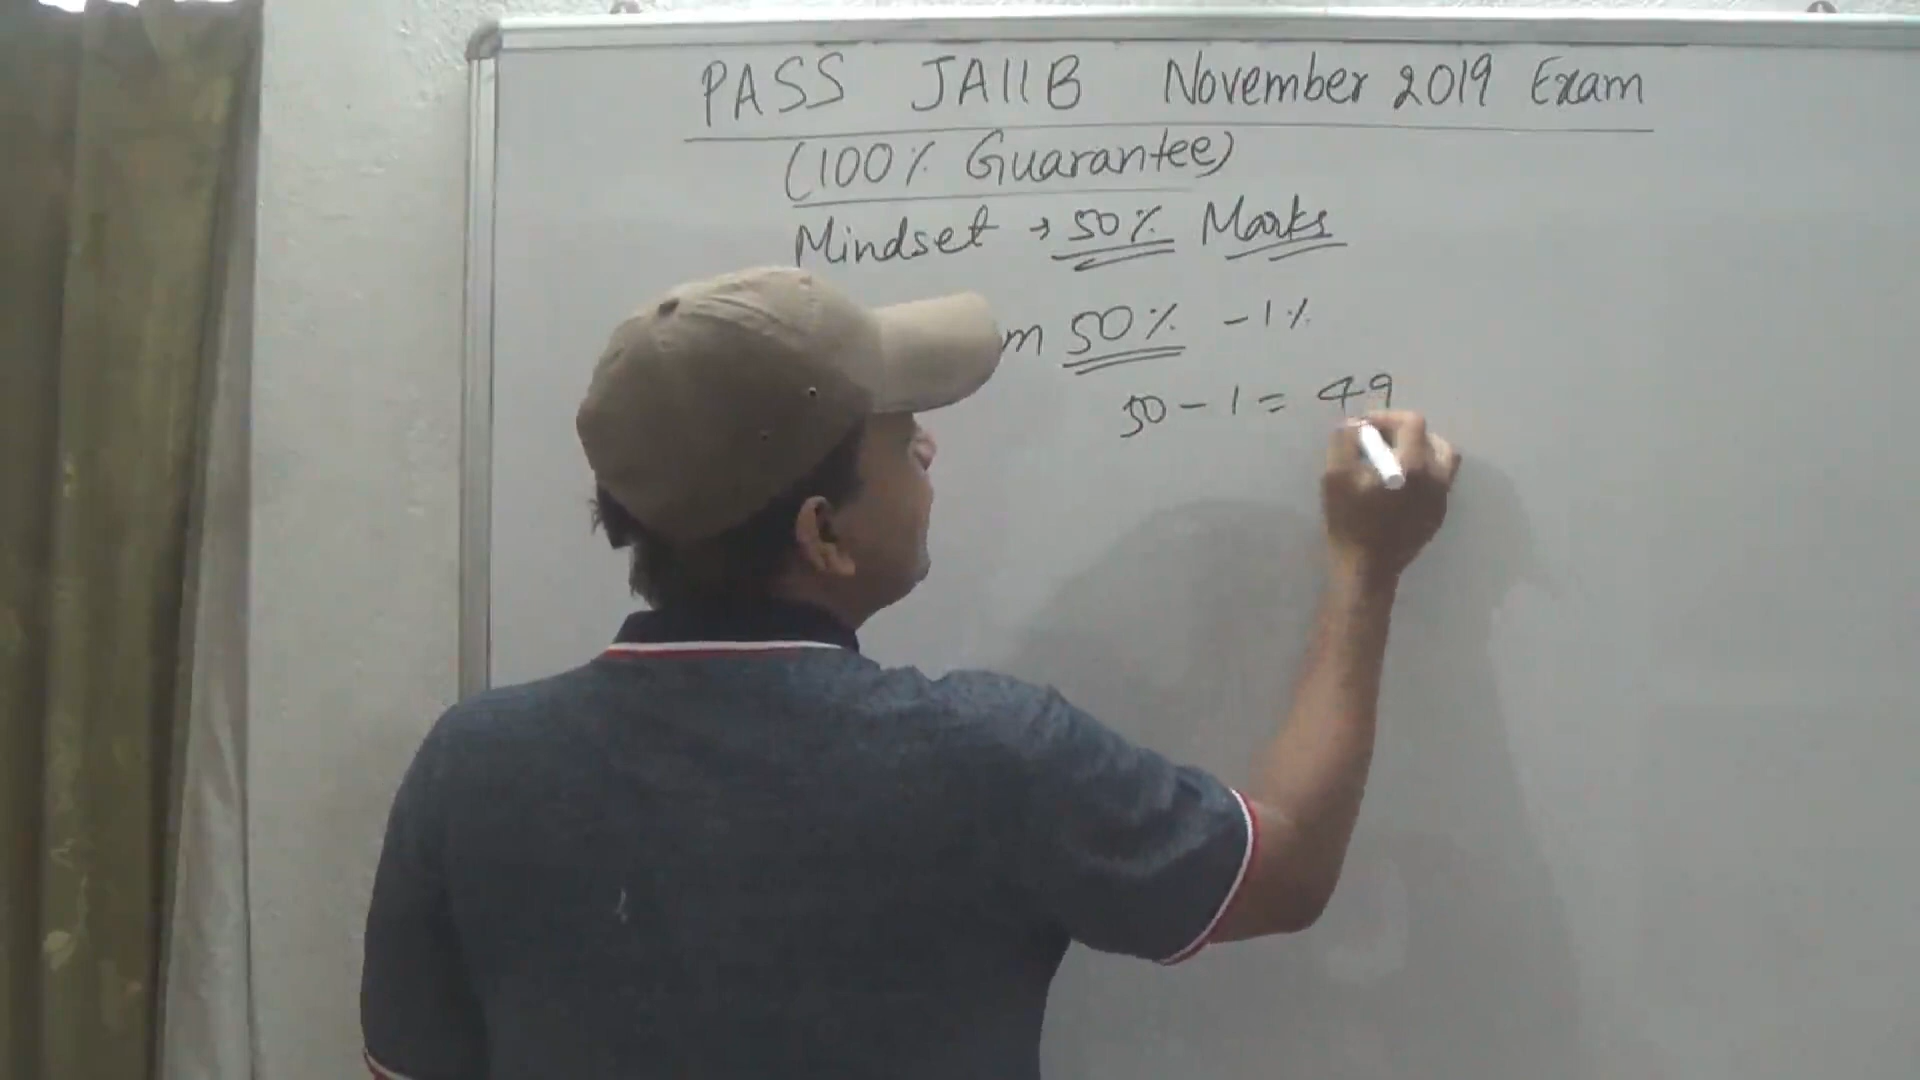 PASS JAIIB November 2019 Exam
(100% Guarantee)
Mindset → 50% Marks
50% - 1%
50 - 1 = 49